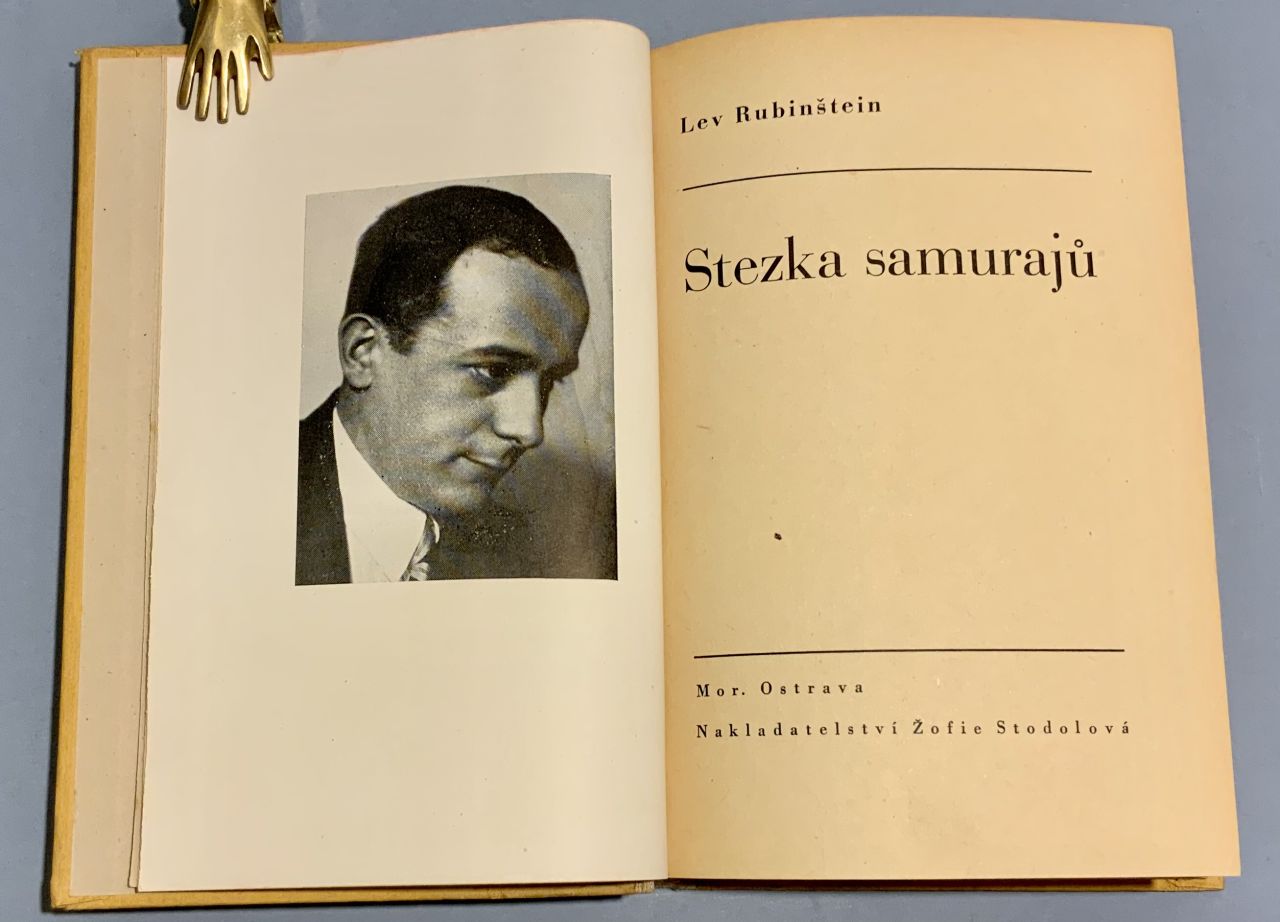 Lev Rubinštein
Stezka samurajů
Mor. Ostrava
Nakladatelství Žofie Stodolová